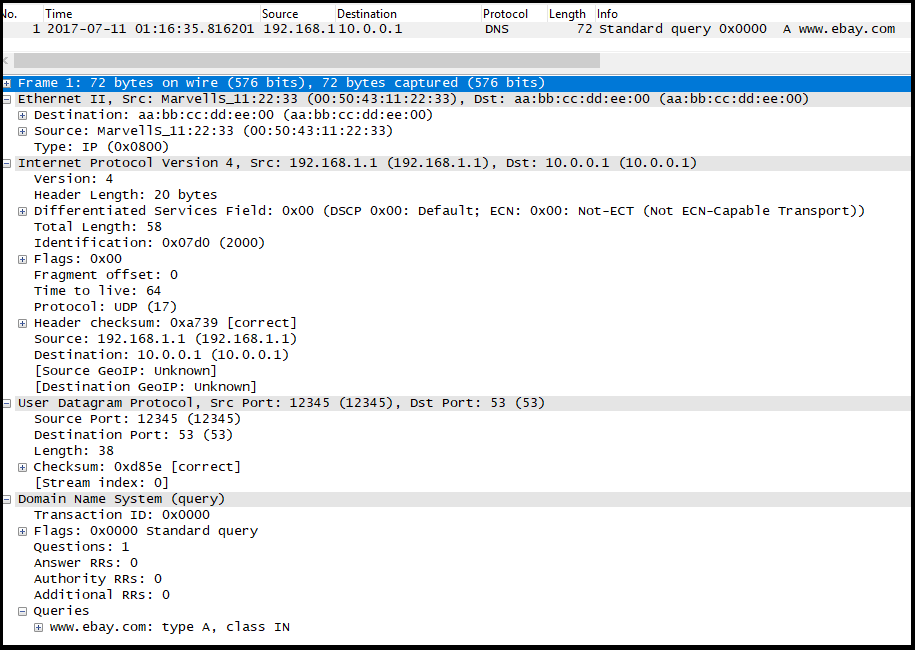 No. Time Source Destination Protocol Length Info
1 2017-07-11 01:16:35.816201 192.168.1 10.0.0.1 DNS 72 Standard query 0x0000 A www.ebay.com
Frame 1: 72 bytes on wire (576 bits), 72 bytes captured (576 bits)
Ethernet II, Src: MarvellS_11:22:33 (00:50:43:11:22:33), Dst: aa:bb:cc:dd:ee:00 (aa:bb:cc:dd:ee:00)
Destination: aa:bb:cc:dd:ee:00 (aa:bb:cc:dd:ee:00)
Source: MarvellS_11:22:33 (00:50:43:11:22:33)
Type: IP (0x0800)
Internet Protocol Version 4, Src: 192.168.1.1 (192.168.1.1), Dst: 10.0.0.1 (10.0.0.1)
Version: 4
Header Length: 20 bytes
Differentiated Services Field: 0x00 (DSCP 0x00: Default; ECN: 0x00: Not-ECT (Not ECN-Capable Transport))
Total Length: 58
Identification: 0x07d0 (2000)
Flags: 0x00
Fragment offset: 0
Time to live: 64
Protocol: UDP (17)
Header checksum: 0xa739 [correct]
Source: 192.168.1.1 (192.168.1.1)
Destination: 10.0.0.1 (10.0.0.1)
[Source GeoIP: Unknown]
[Destination GeoIP: Unknown]
User Datagram Protocol, Src Port: 12345 (12345), Dst Port: 53 (53)
Source Port: 12345 (12345)
Destination Port: 53 (53)
Length: 38
Checksum: 0xd85e [correct]
[Stream index: 0]
Domain Name System (query)
Transaction ID: 0x0000
Flags: 0x0000 Standard query
Questions: 1
Answer RRs: 0
Authority RRs: 0
Additional RRs: 0
Queries
www.ebay.com: type A, class IN